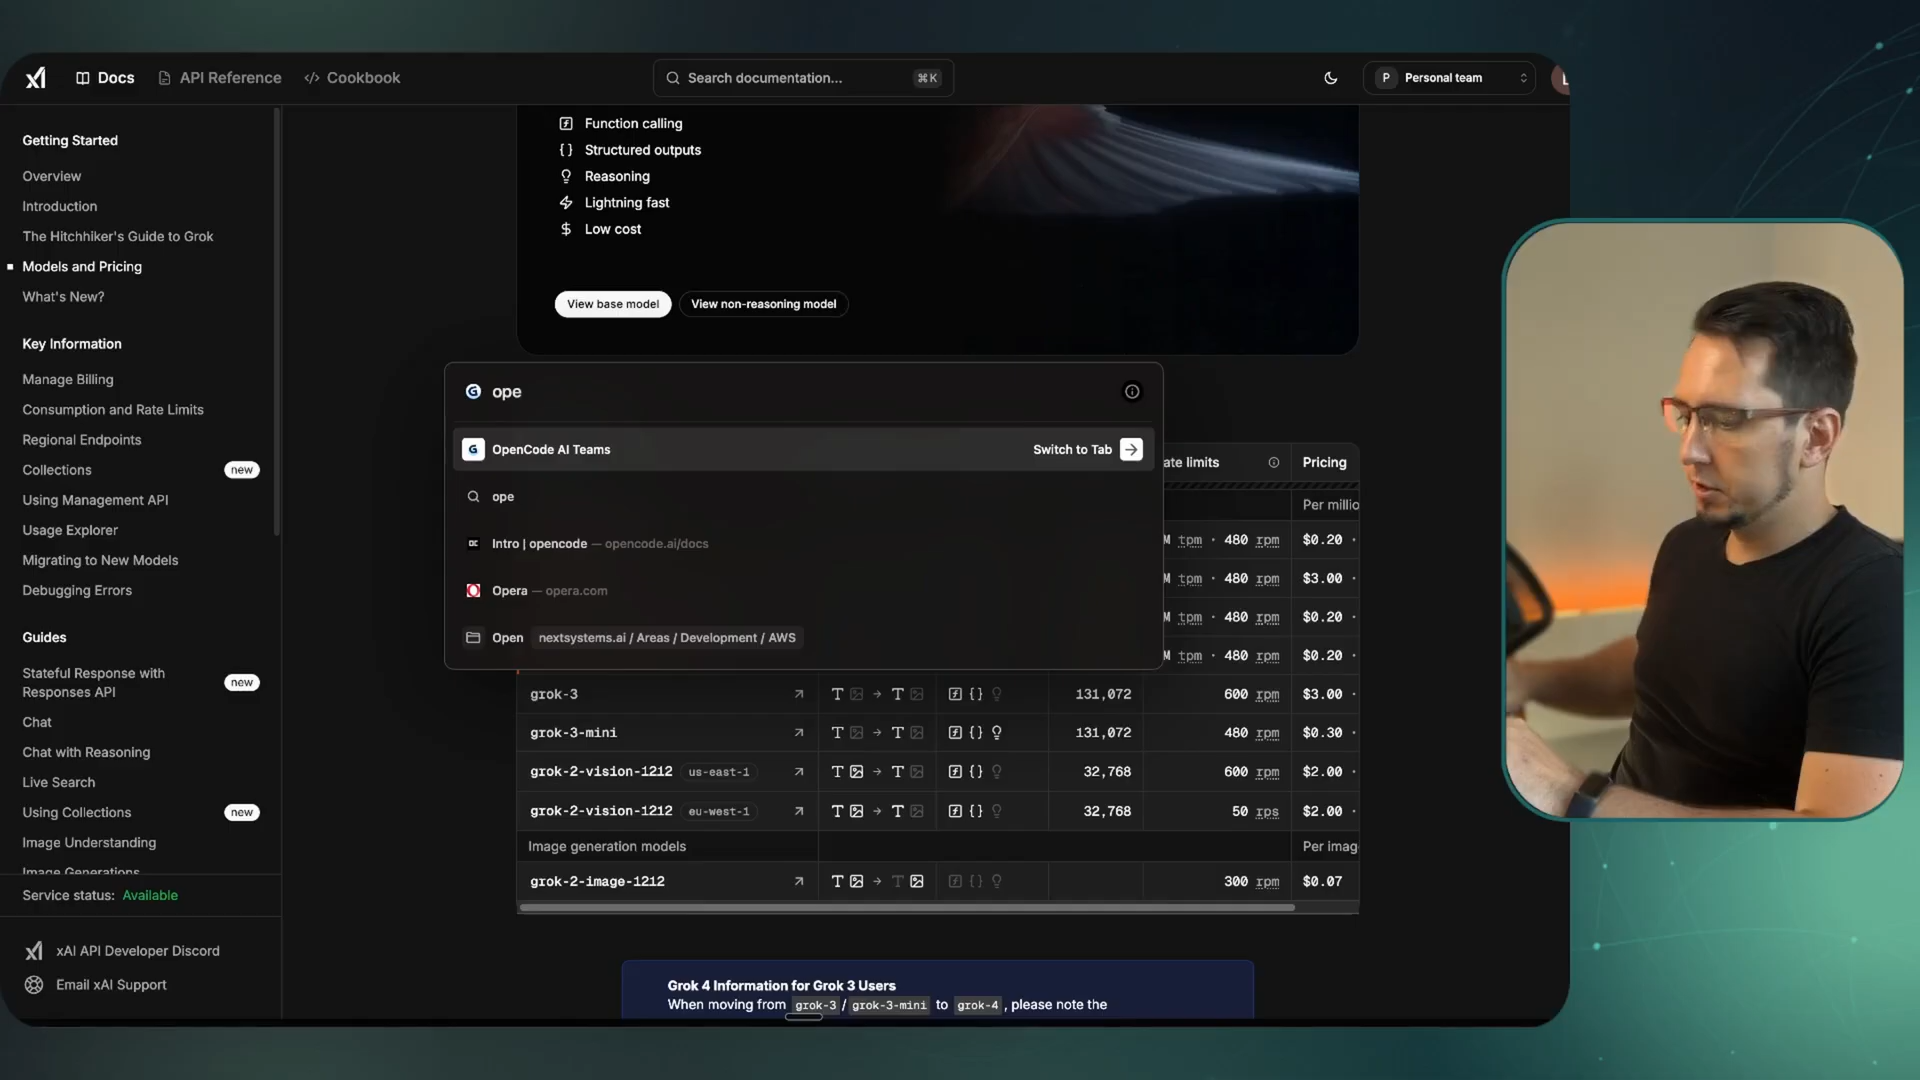 Docs
API Reference
Cookbook
Search documentation...
⌘K
P
Personal team
Getting Started
Overview
Introduction
The Hitchhiker's Guide to Grok
Models and Pricing
What's New?
Key Information
Manage Billing
Consumption and Rate Limits
Regional Endpoints
Collections new
Using Management API
Usage Explorer
Migrating to New Models
Debugging Errors
Guides
Stateful Response with
Responses API new
Chat
Chat with Reasoning
Live Search
Using Collections new
Image Understanding
Image Generations
Service status: Available
xAI API Developer Discord
Email xAI Support
Function calling
Structured outputs
Reasoning
Lightning fast
Low cost
View base model
View non-reasoning model
ope
OpenCode AI Teams Switch to Tab
ope
Intro | opencode — opencode.ai/docs
Opera — opera.com
Open nextsystems.ai / Areas / Development / AWS
ate limits Pricing
Per millio
M tpm · 480 rpm $0.20 ·
M tpm · 480 rpm $3.00 ·
M tpm · 480 rpm $0.20 ·
M tpm · 480 rpm $0.20 ·
grok-3 131,072 600 rpm $3.00 ·
grok-3-mini 131,072 480 rpm $0.30 ·
grok-2-vision-1212 us-east-1 32,768 600 rpm $2.00 ·
grok-2-vision-1212 eu-west-1 32,768 50 rps $2.00 ·
Image generation models Per imag
grok-2-image-1212 300 rpm $0.07
Grok 4 Information for Grok 3 Users
When moving from grok-3 / grok-3-mini to grok-4 , please note the